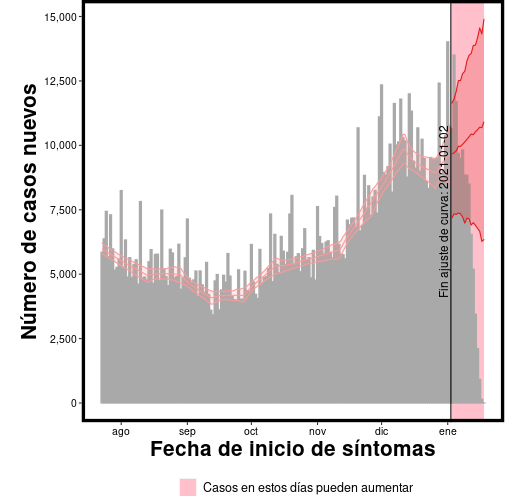 Número de casos nuevos
15,000
12,500
10,000
7,500
5,000
2,500
0
Fin ajuste de curva: 2021-01-02
ago sep oct nov dic ene
Fecha de inicio de síntomas
Casos en estos días pueden aumentar